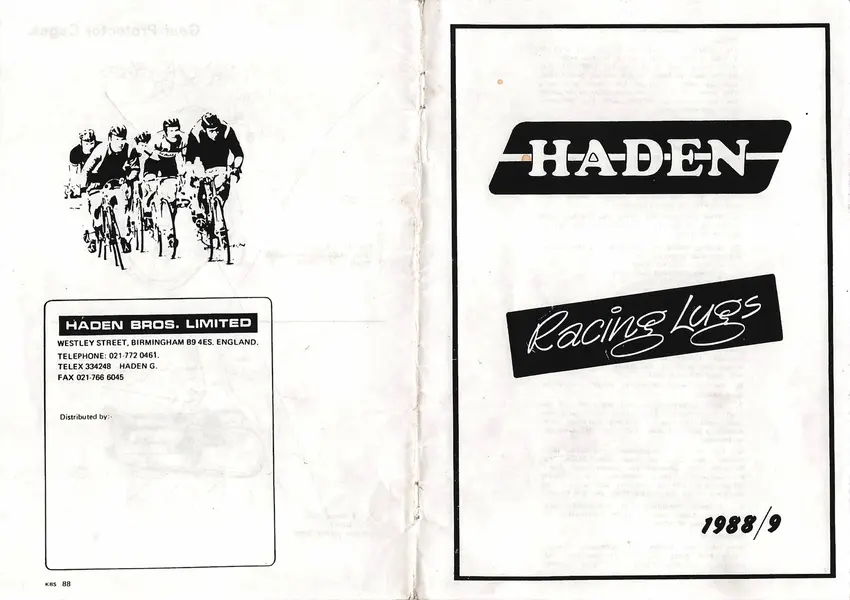 HADEN BROS. LIMITED
WESTLEY STREET, BIRMINGHAM B9 4ES. ENGLAND.
TELEPHONE: 021-772 0461.
TELEX 334248 HADEN G.
FAX 021-766 6045
Distributed by:-
KRS 88
HADEN
Racing Lugs
1988/9